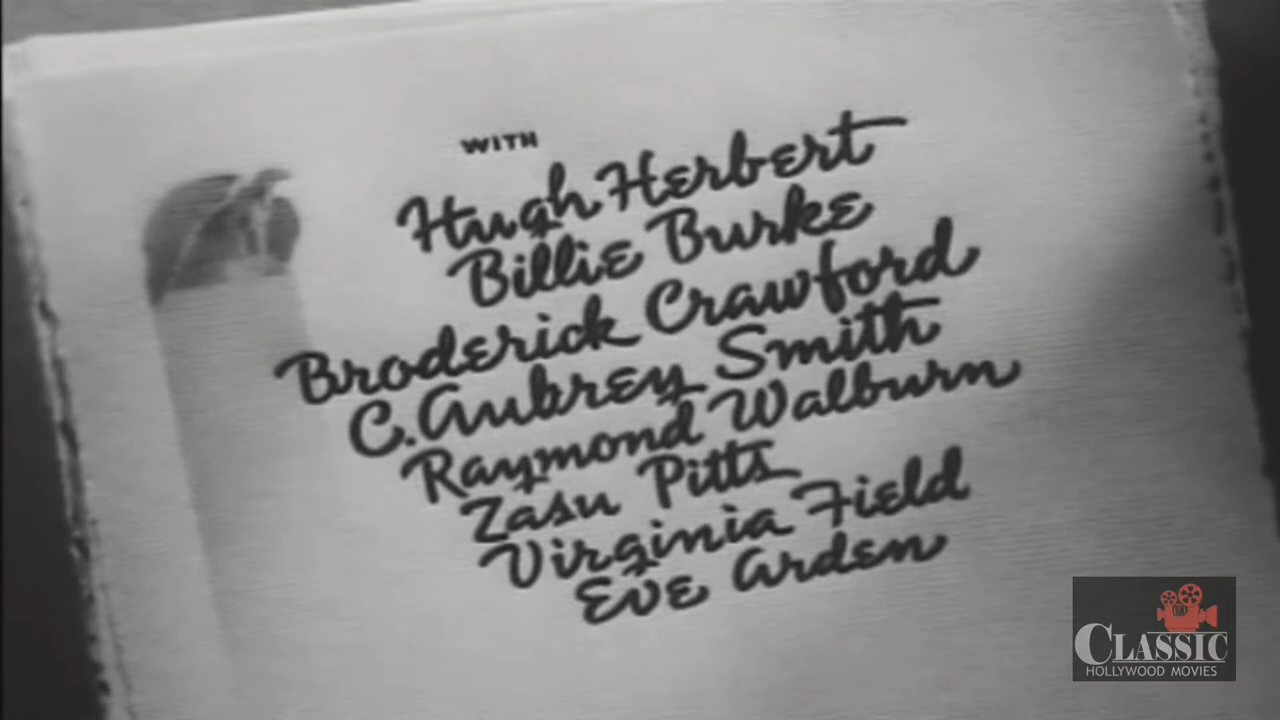 WITH
Hugh Herbert
Billie Burke
Broderick Crawford
C. Aubrey Smith
Raymond Walburn
Zasu Pitts
Virginia Field
Eve Arden
CLASSIC
HOLLYWOOD MOVIES